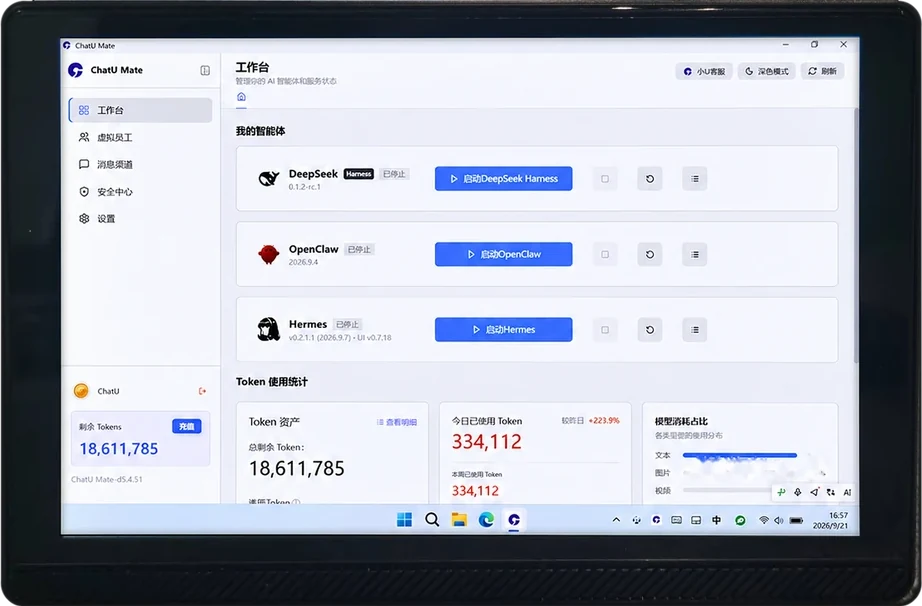 ChatU Mate
ChatU Mate
工作台
虚拟员工
消息渠道
安全中心
设置
ChatU
剩余 Tokens
充值
18,611,785
ChatU Mate-d5.4.51
工作台
管理你的 AI 智能体和服务状态
小U客服
深色模式
刷新
我的智能体
DeepSeek Harness 已停止
0.1.2-rc.1
启动DeepSeek Harness
OpenClaw 已停止
2026.9.4
启动OpenClaw
Hermes 已停止
v0.2.1.1 (2026.9.7) • UI v0.7.18
启动Hermes
Token 使用统计
Token 资产
查看明细
总剩余 Token:
18,611,785
今日已使用 Token
较昨日 +223.9%
334,112
本周已使用 Token
334,112
模型消耗占比
各类型的使用分布
文本
图片
视频
AI
中
16:57
2026/9/21